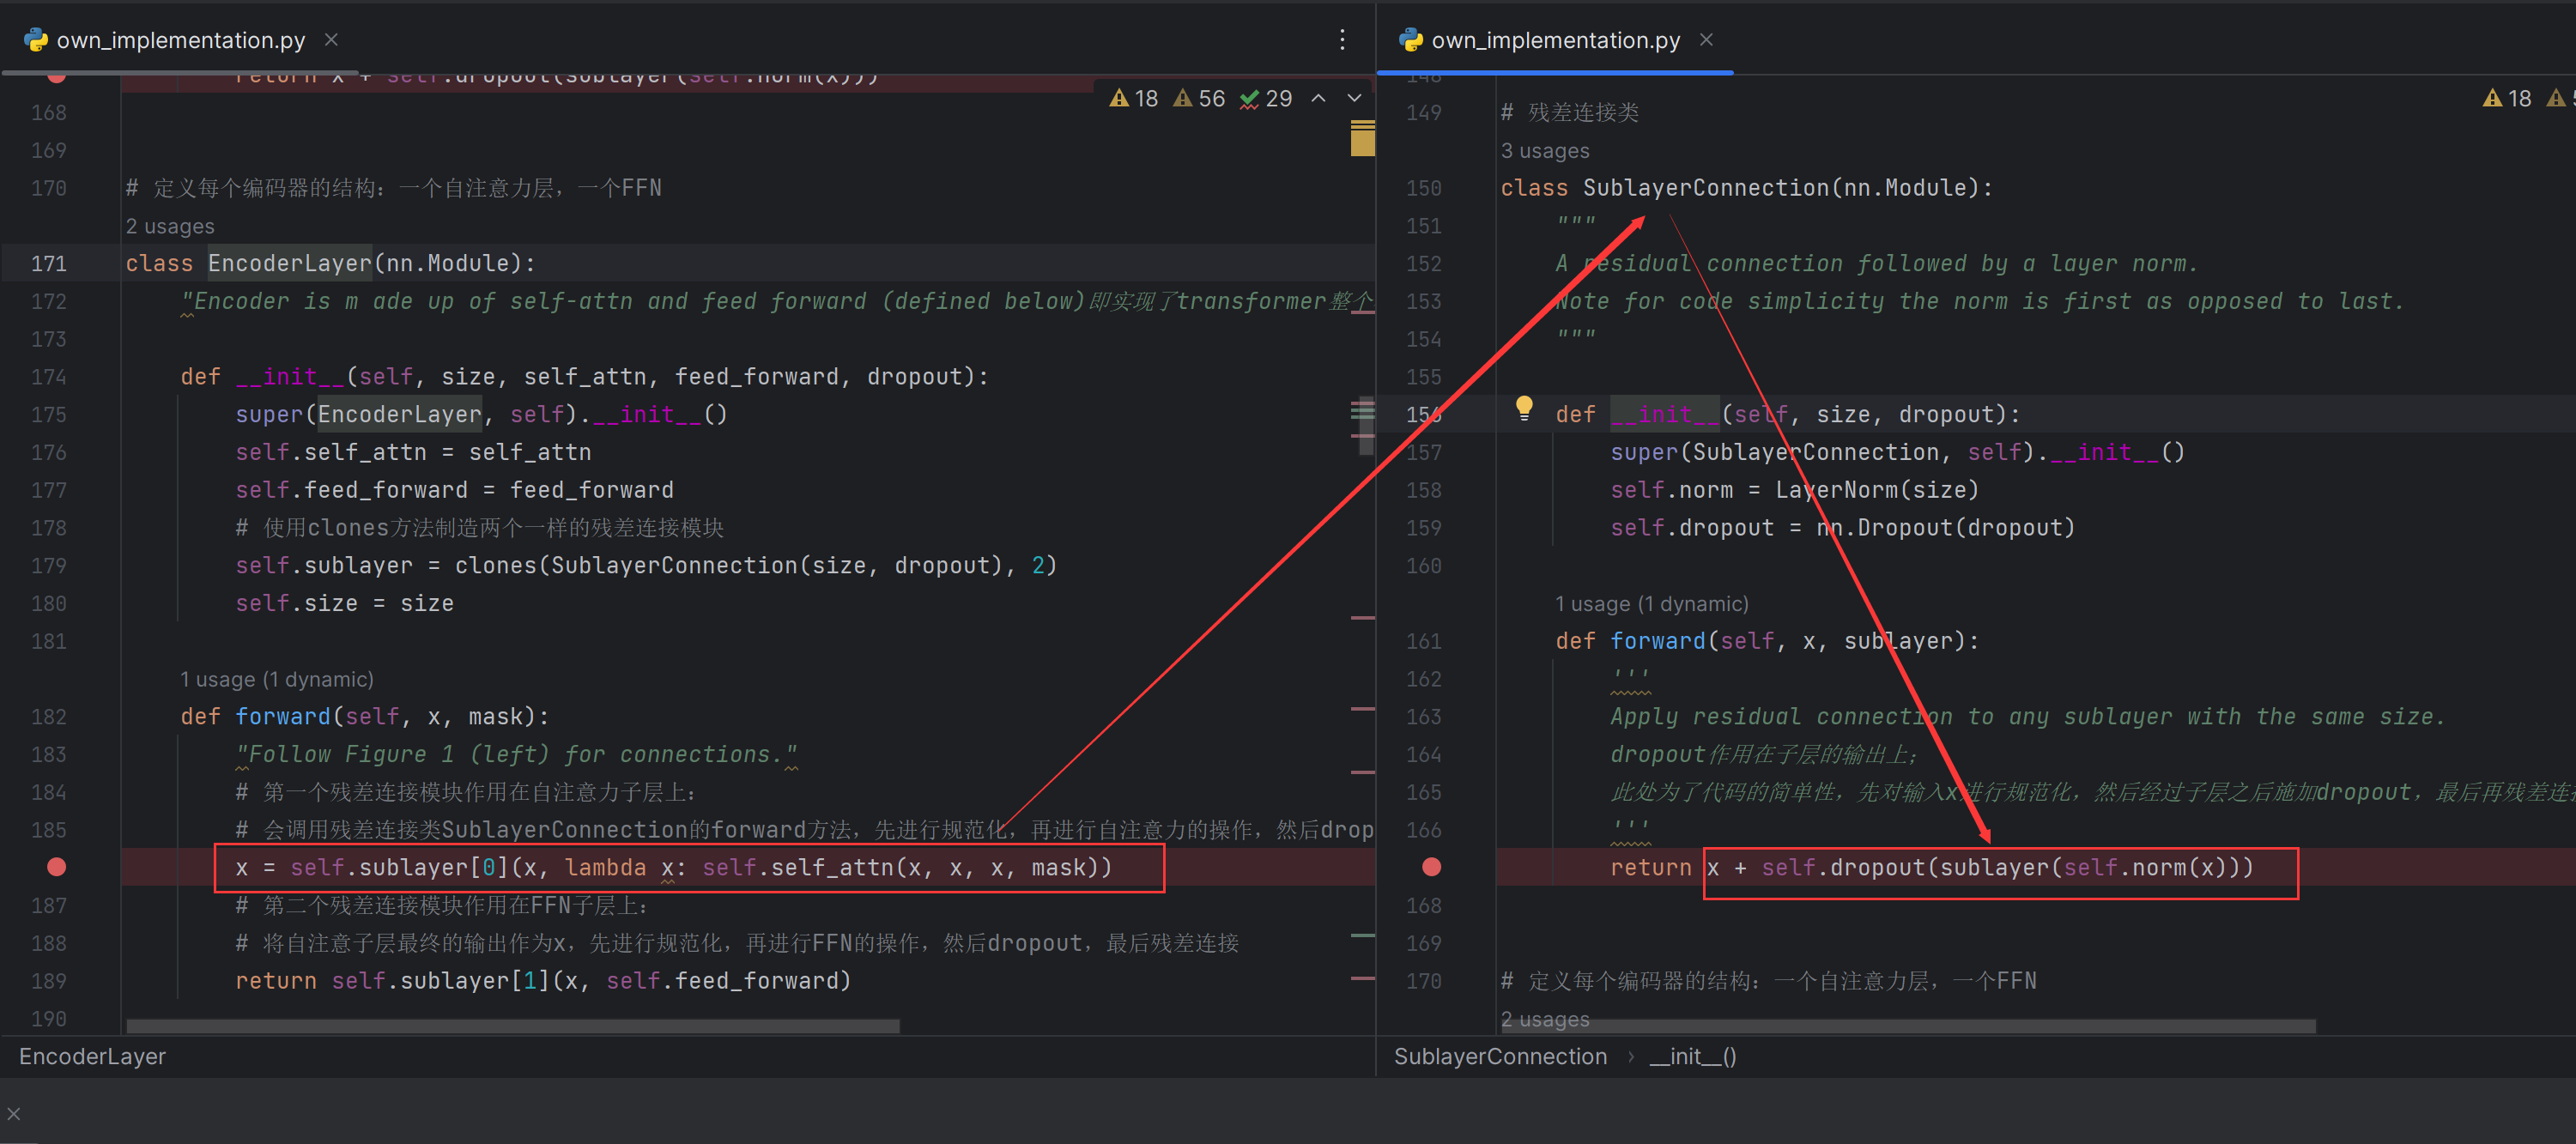 own_implementation.py
return x + self.dropout(sublayer(self.norm(x)))
18 56 29
168
169
170 # 定义每个编码器的结构：一个自注意力层，一个FFN
2 usages
171 class EncoderLayer(nn.Module):
172 "Encoder is m ade up of self-attn and feed forward (defined below)即实现了transformer整个
173
174 def __init__(self, size, self_attn, feed_forward, dropout):
175 super(EncoderLayer, self).__init__()
176 self.self_attn = self_attn
177 self.feed_forward = feed_forward
178 # 使用clones方法制造两个一样的残差连接模块
179 self.sublayer = clones(SublayerConnection(size, dropout), 2)
180 self.size = size
181
1 usage (1 dynamic)
182 def forward(self, x, mask):
183 "Follow Figure 1 (left) for connections."
184 # 第一个残差连接模块作用在自注意力子层上：
185 # 会调用残差连接类SublayerConnection的forward方法，先进行规范化，再进行自注意力的操作，然后drop
x = self.sublayer[0](x, lambda x: self.self_attn(x, x, x, mask))
187 # 第二个残差连接模块作用在FFN子层上：
188 # 将自注意子层最终的输出作为x，先进行规范化，再进行FFN的操作，然后dropout，最后残差连接
189 return self.sublayer[1](x, self.feed_forward)
190
EncoderLayer
own_implementation.py
18
148
149 # 残差连接类
3 usages
150 class SublayerConnection(nn.Module):
151 """
152 A residual connection followed by a layer norm.
153 Note for code simplicity the norm is first as opposed to last.
154 """
155
156 def __init__(self, size, dropout):
157 super(SublayerConnection, self).__init__()
158 self.norm = LayerNorm(size)
159 self.dropout = nn.Dropout(dropout)
160
1 usage (1 dynamic)
161 def forward(self, x, sublayer):
162 '''
163 Apply residual connection to any sublayer with the same size.
164 dropout作用在子层的输出上；
165 此处为了代码的简单性，先对输入x进行规范化，然后经过子层之后施加dropout，最后再残差连
166 '''
return x + self.dropout(sublayer(self.norm(x)))
168
169
170 # 定义每个编码器的结构：一个自注意力层，一个FFN
2 usages
SublayerConnection › __init__()